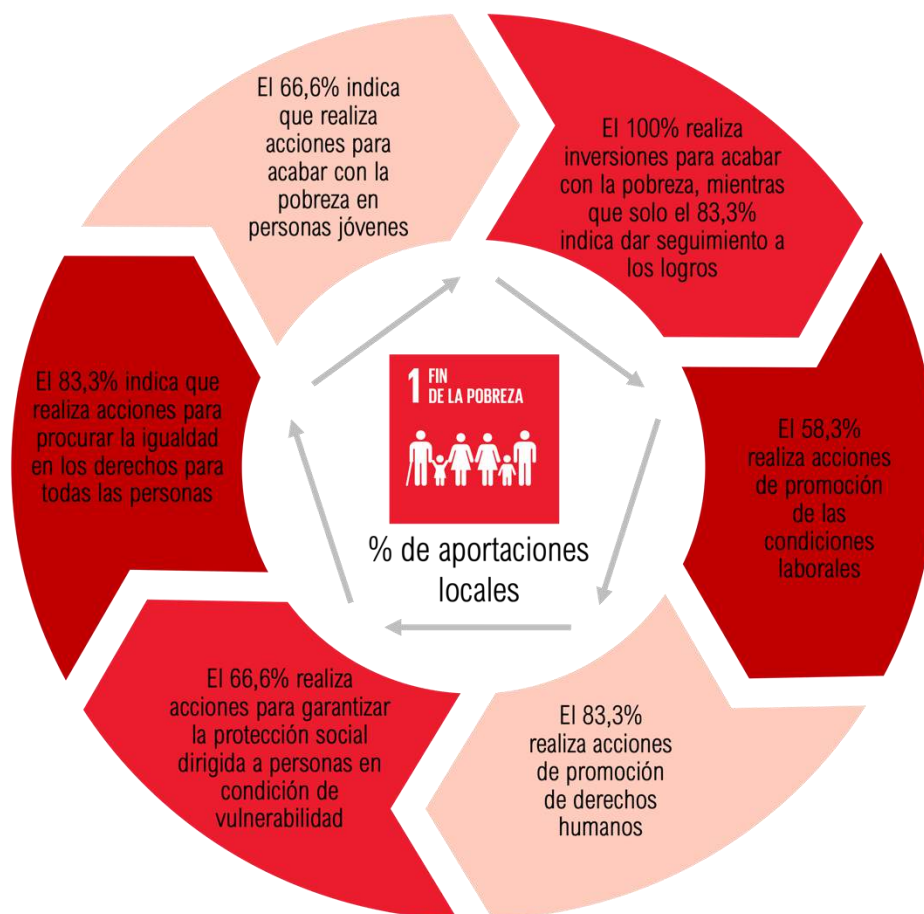 El 66,6% indica
que realiza
acciones para
acabar con la
pobreza en
personas jóvenes
El 100% realiza
inversiones para acabar
con la pobreza, mientras
que solo el 83,3%
indica dar seguimiento a
los logros
El 58,3%
realiza acciones
de promoción
de las
condiciones
laborales
El 83,3%
realiza acciones
de promoción
de derechos
humanos
El 66,6% realiza
acciones para garantizar
la protección social
dirigida a personas en
condición de
vulnerabilidad
El 83,3% indica que
realiza acciones para
procurar la igualdad
en los derechos para
todas las personas
1 FIN
DE LA POBREZA
% de aportaciones
locales